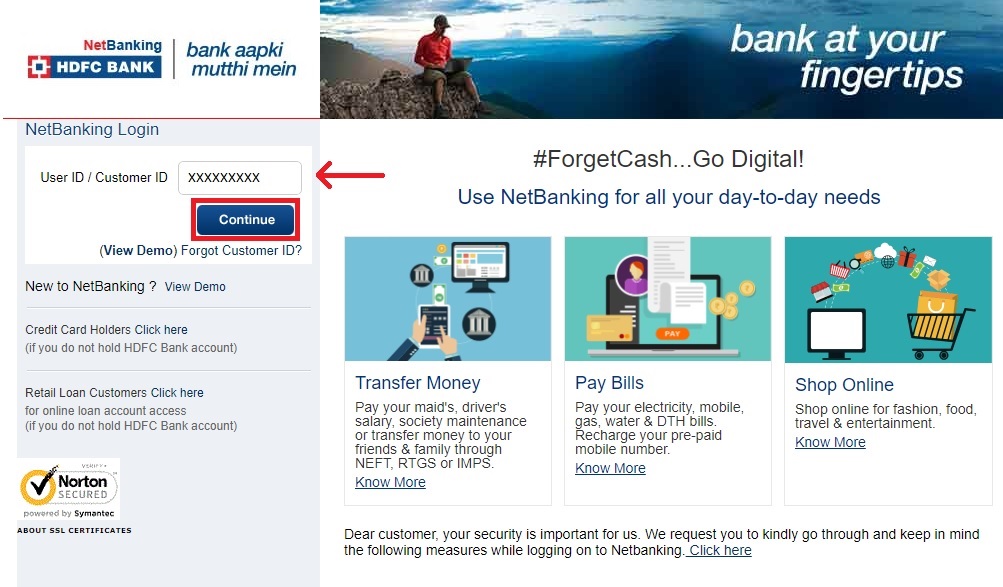 NetBanking
HDFC BANK
bank aapki
mutthi mein
bank at your
fingertips
NetBanking Login
User ID / Customer ID XXXXXXXXX
Continue
(View Demo) Forgot Customer ID?
New to NetBanking ? View Demo
Credit Card Holders Click here
(if you do not hold HDFC Bank account)
Retail Loan Customers Click here
for online loan account access
(if you do not hold HDFC Bank account)
VERIFY
Norton
SECURED
powered by Symantec
ABOUT SSL CERTIFICATES
#ForgetCash...Go Digital!
Use NetBanking for all your day-to-day needs
Transfer Money
Pay your maid's, driver's
salary, society maintenance
or transfer money to your
friends & family through
NEFT, RTGS or IMPS.
Know More
PAY
Pay Bills
Pay your electricity, mobile,
gas, water & DTH bills.
Recharge your pre-paid
mobile number.
Know More
Shop Online
Shop online for fashion, food,
travel & entertainment.
Know More
Dear customer, your security is important for us. We request you to kindly go through and keep in mind
the following measures while logging on to Netbanking. Click here